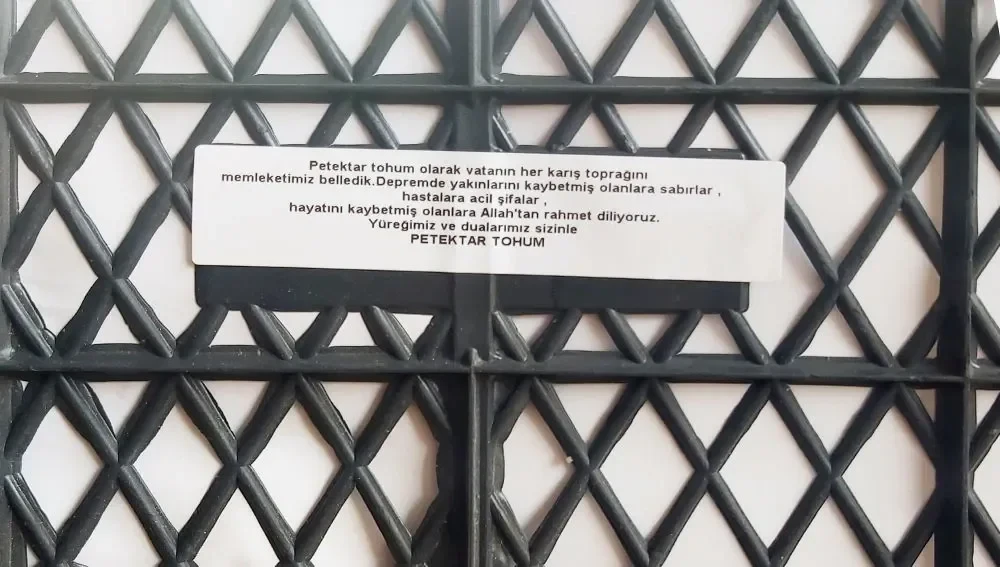 Petektar tohum olarak vatanın her karış toprağını
memleketimiz belledik.Depremde yakınlarını kaybetmiş olanlara sabırlar ,
hastalara acil şifalar ,
hayatını kaybetmiş olanlara Allah'tan rahmet diliyoruz.
Yüreğimiz ve dualarımız sizinle
PETEKTAR TOHUM